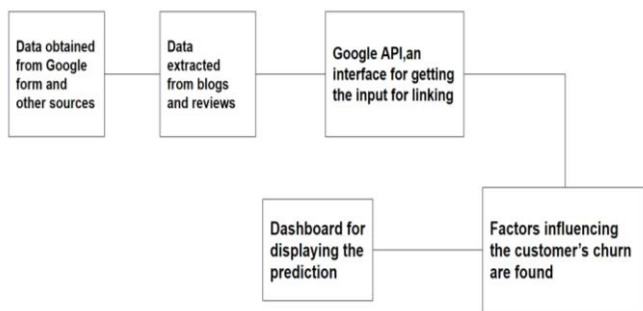 Data obtained
from Google
form and
other sources
Data
extracted
from blogs
and reviews
Google API,an
interface for getting
the input for linking
Dashboard for
displaying the
prediction
Factors influencing
the customer's churn
are found